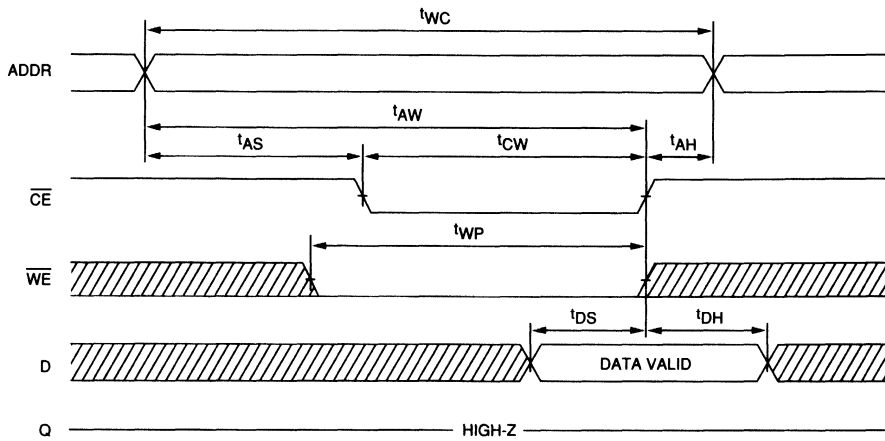 tWC
ADDR
tAW
tAS
tCW
tAH
CE
tWP
WE
tDS
tDH
D
DATA VALID
Q
HIGH-Z